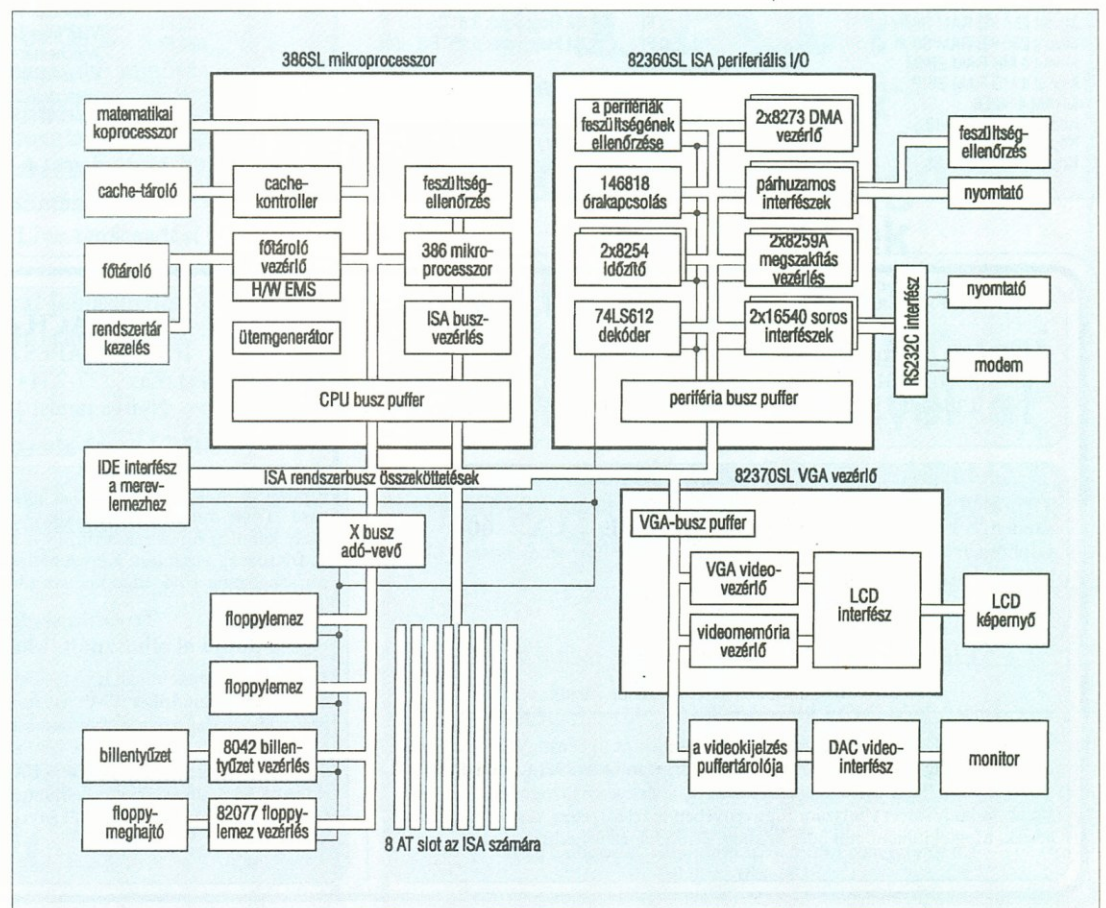 386SL mikroprocesszor
matematikai
koprocesszor
cache-tároló
cache-
kontroller
feszültség-
ellenőrzés
főtároló
főtároló
vezérlő
H/W EMS
386 mikro-
processzor
rendszertár
kezelés
ütemgenerátor
ISA busz-
vezérlés
CPU busz puffer
82360SL ISA periferiális I/O
a perifériák
feszültségének
ellenőrzése
2x8273 DMA
vezérlő
feszültség-
ellenőrzés
146818
órakapcsolás
párhuzamos
interfészek
nyomtató
2x8254
időzítő
2x8259A
megszakítás
vezérlés
74LS612
dekóder
2x16540 soros
interfészek
RS232C interfész
nyomtató
modem
periféria busz puffer
IDE interfész
a merev-
lemezhez
ISA rendszerbusz összeköttetések
X busz
adó-vevő
floppylemez
floppylemez
billentyűzet
8042 billen-
tyűzet vezérlés
floppy-
meghajtó
82077 floppy-
lemez vezérlés
8 AT slot az ISA számára
82370SL VGA vezérlő
VGA-busz puffer
VGA video-
vezérlő
videomemória
vezérlő
LCD
interfész
LCD
képernyő
a videokijelzés
puffertárolója
DAC video-
interfész
monitor